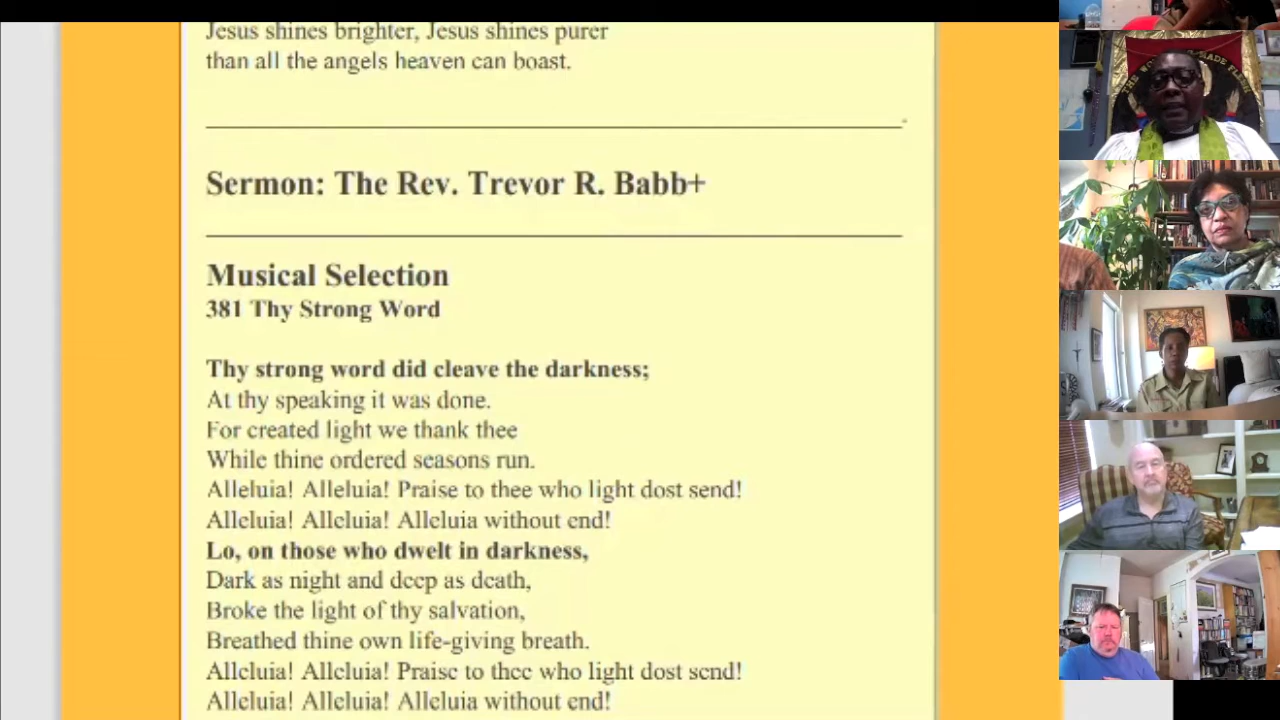 Jesus shines brighter, Jesus shines purer
than all the angels heaven can boast.
Sermon: The Rev. Trevor R. Babb+
Musical Selection
381 Thy Strong Word
Thy strong word did cleave the darkness;
At thy speaking it was done.
For created light we thank thee
While thine ordered seasons run.
Alleluia! Alleluia! Praise to thee who light dost send!
Alleluia! Alleluia! Alleluia without end!
Lo, on those who dwelt in darkness,
Dark as night and deep as death,
Broke the light of thy salvation,
Breathed thine own life-giving breath.
Alleluia! Alleluia! Praise to thee who light dost send!
Alleluia! Alleluia! Alleluia without end!
THE WO ADE FLESH